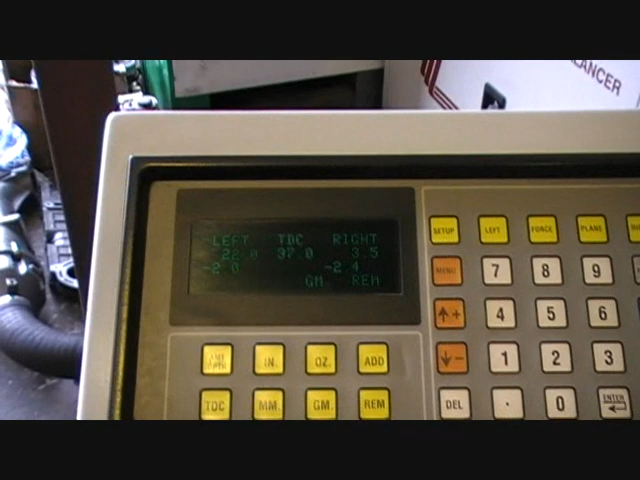 LANCER
LEFT TDC RIGHT
22.0 97.0 3.5
-2.0 -2.4
GM REM
SETUP LEFT FORCE PLANE
MENU 7 8 9
+ 4 5 6
- 1 2 3
DEL . 0 ENTER
IN. OZ. ADD
TDC MM. GM. REM